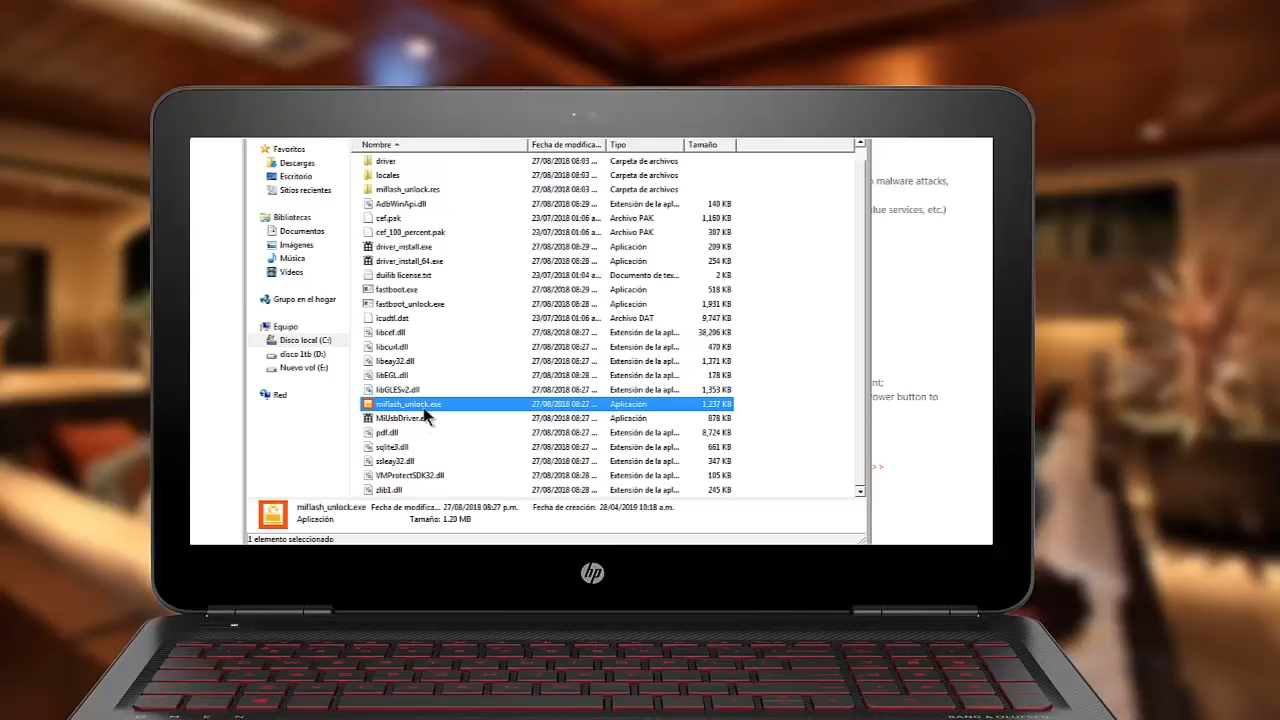 Favoritos
Descargas
Escritorio
Sitios recientes
Bibliotecas
Documentos
Imágenes
Música
Vídeos
Grupo en el hogar
Equipo
Disco local (C:)
disco 1tb (D:)
Nuevo vol (E:)
Red
Nombre Fecha de modifica... Tipo Tamaño
driver 27/08/2018 08:03 ... Carpeta de archivos
locales 27/08/2018 08:03 ... Carpeta de archivos
miflash_unlock.res 27/08/2018 08:03 ... Carpeta de archivos
AdbWinApi.dll 27/08/2018 08:29 ... Extensión de la apl... 140 KB
cef.pak 23/07/2018 01:06 a... Archivo PAK 1,160 KB
cef_100_percent.pak 23/07/2018 01:06 a... Archivo PAK 307 KB
driver_install.exe 27/08/2018 08:29 ... Aplicación 209 KB
driver_install_64.exe 27/08/2018 08:28 ... Aplicación 254 KB
duilib license.txt 23/07/2018 01:04 a... Documento de tex... 2 KB
fastboot.exe 27/08/2018 08:29 ... Aplicación 518 KB
fastboot_unlock.exe 27/08/2018 08:28 ... Aplicación 1,931 KB
icudtl.dat 23/07/2018 01:06 a... Archivo DAT 9,747 KB
libcef.dll 27/08/2018 08:27 ... Extensión de la apl... 38,206 KB
libcurl.dll 27/08/2018 08:28 ... Extensión de la apl... 470 KB
libeay32.dll 27/08/2018 08:27 ... Extensión de la apl... 1,371 KB
libEGL.dll 27/08/2018 08:28 ... Extensión de la apl... 178 KB
libGLESv2.dll 27/08/2018 08:27 ... Extensión de la apl... 1,353 KB
miflash_unlock.exe 27/08/2018 08:27 ... Aplicación 1,237 KB
MiUsbDriver.e 27/08/2018 08:29 ... Aplicación 878 KB
pdf.dll 27/08/2018 08:28 ... Extensión de la apl... 8,724 KB
sqlite3.dll 27/08/2018 08:27 ... Extensión de la apl... 661 KB
ssleay32.dll 27/08/2018 08:28 ... Extensión de la apl... 347 KB
VMProtectSDK32.dll 27/08/2018 08:28 ... Extensión de la apl... 105 KB
zlib1.dll 27/08/2018 08:28 ... Extensión de la apl... 245 KB
miflash_unlock.exe Fecha de modifica... 27/08/2018 08:27 p.m. Fecha de creación: 28/04/2019 10:18 a.m.
Aplicación Tamaño: 1.20 MB
1 elemento seleccionado
malware attacks,
lue services, etc.)
nt;
ower button to
>>
hp
OMEN
BANG & OLUFSEN